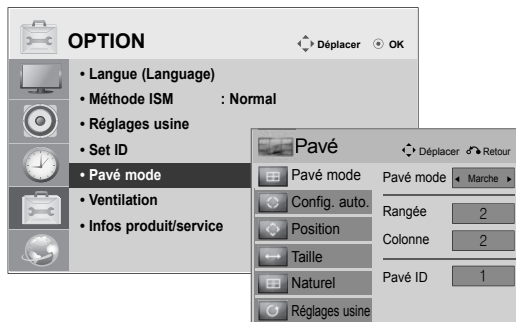 OPTION
Déplacer OK
• Langue (Language)
• Méthode ISM : Normal
• Réglages usine
• Set ID
• Pavé mode
• Ventilation
• Infos produit/service
Pavé
Déplacer Retour
Pavé mode
Config. auto.
Position
Taille
Naturel
Réglages usine
Pavé mode ◄ Marche ►
Rangée 2
Colonne 2
Pavé ID 1